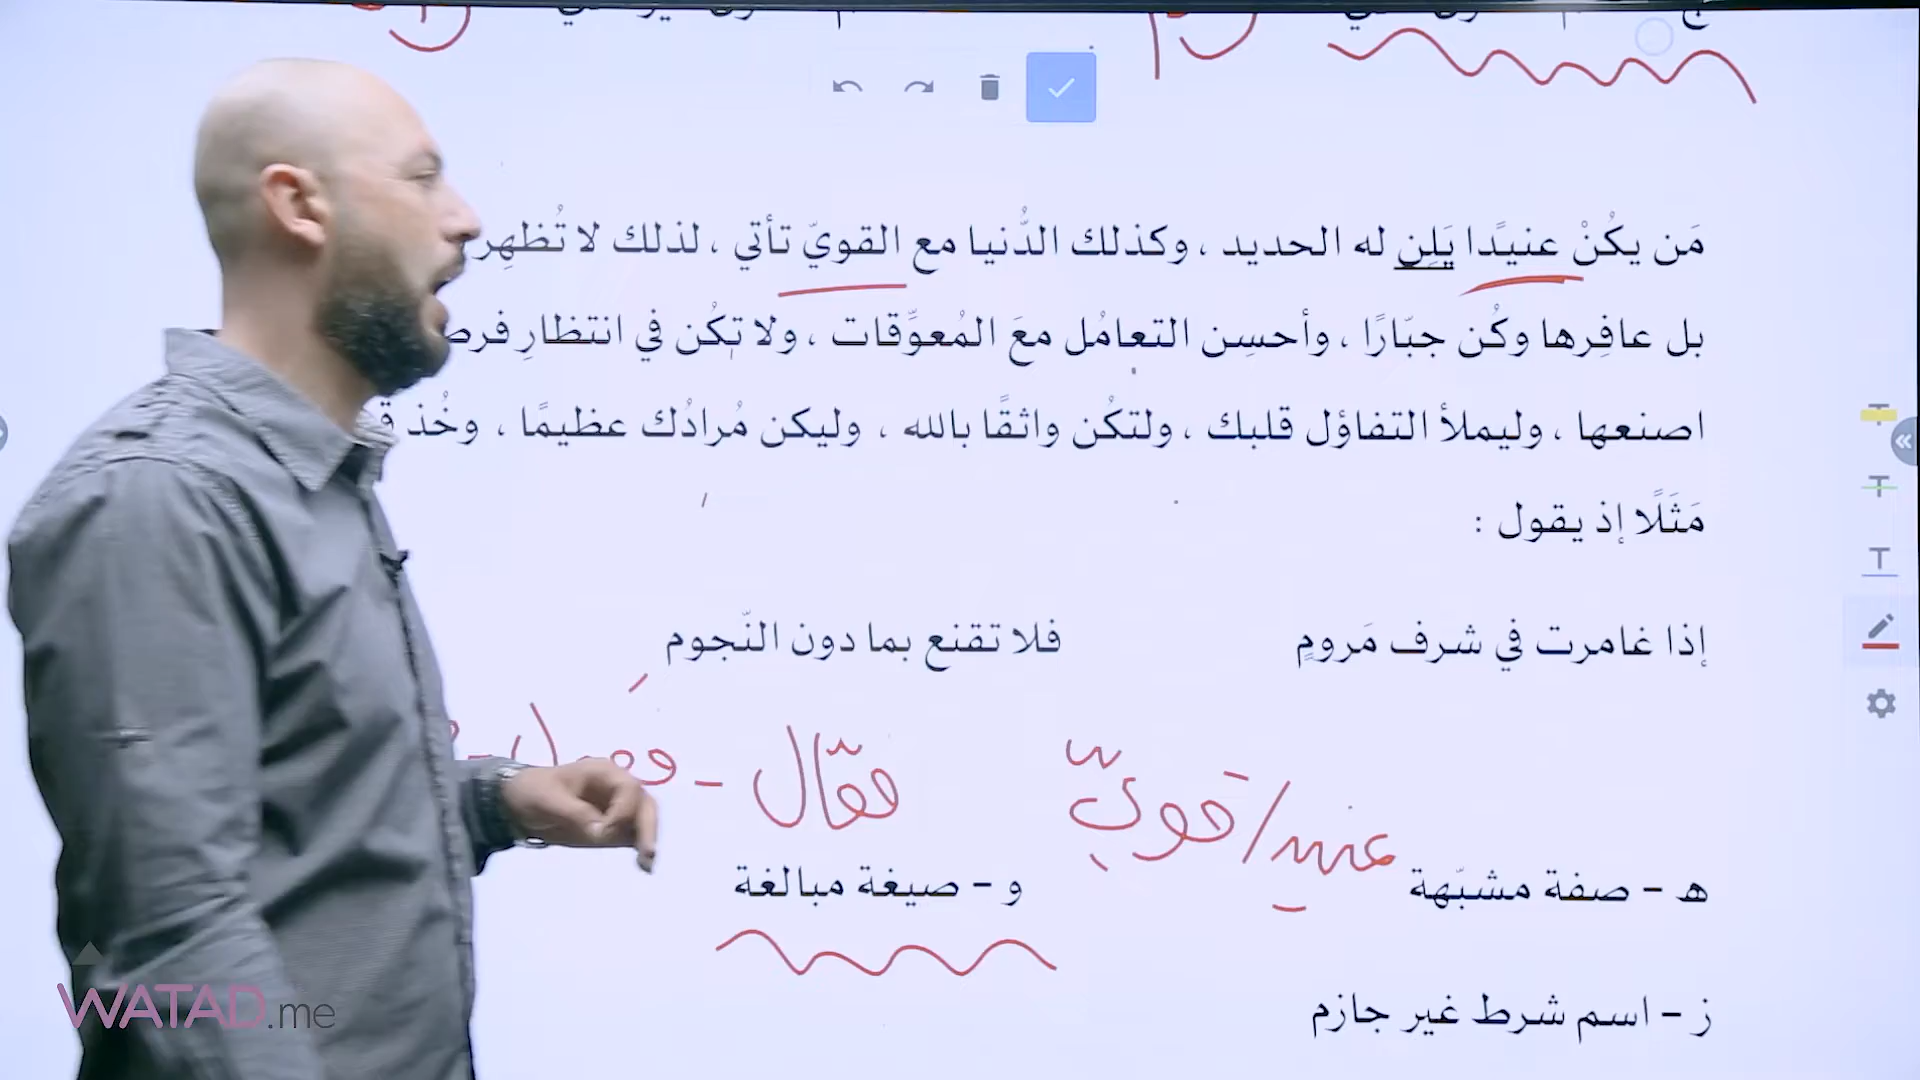 مَن يكُنْ عنيدًا يَلِن له الحديد ، وكذلك الدُّنيا مع القويّ تأتي ، لذلك لا تُظهِر
بل عافِرها وكُن جبّارًا ، وأحسِن التعامُل معَ المُعوِّقات ، ولا تكُن في انتظارِ
اصنعها ، وليملأ التفاؤل قلبك ، ولتكُن واثقًا بالله ، وليكن مُرادُك عظيمًا ، وخُذ
مَثَلًا إذ يقول :
إذا غامرت في شرف مَرومٍ فلا تقنع بما دون النّجوم
عنيد / قويّ فعّال -
هـ - صفة مشبّهة و - صيغة مبالغة
ز - اسم شرط غير جازم
WATAD.me